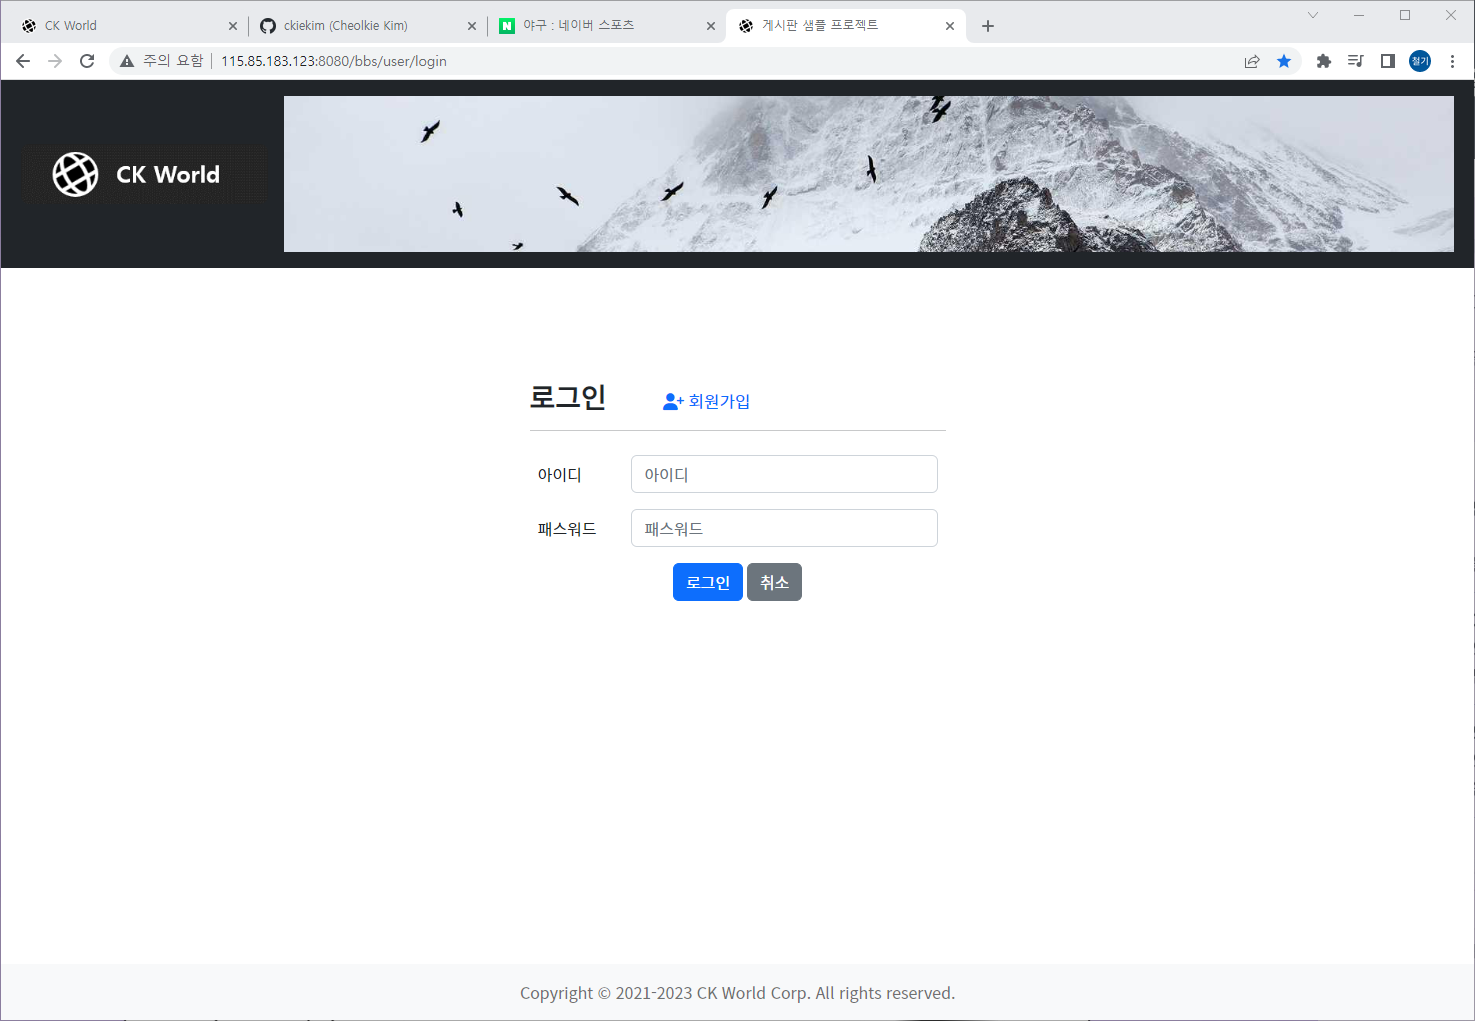 CK World
ckiekim (Cheolkie Kim)
야구 : 네이버 스포츠
게시판 샘플 프로젝트
주의 요함
115.85.183.123:8080/bbs/user/login
철기
CK World
로그인 회원가입
아이디 아이디
패스워드 패스워드
로그인 취소
Copyright © 2021-2023 CK World Corp. All rights reserved.